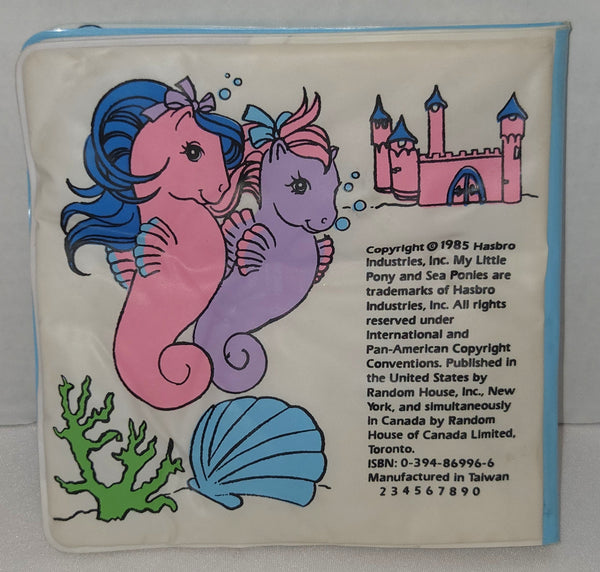 Copyright © 1985 Hasbro
Industries, Inc. My Little
Pony and Sea Ponies are
trademarks of Hasbro
Industries, Inc. All rights
reserved under
International and
Pan-American Copyright
Conventions. Published in
the United States by
Random House, Inc., New
York, and simultaneously
in Canada by Random
House of Canada Limited,
Toronto.
ISBN: 0-394-86996-6
Manufactured in Taiwan
2 3 4 5 6 7 8 9 0